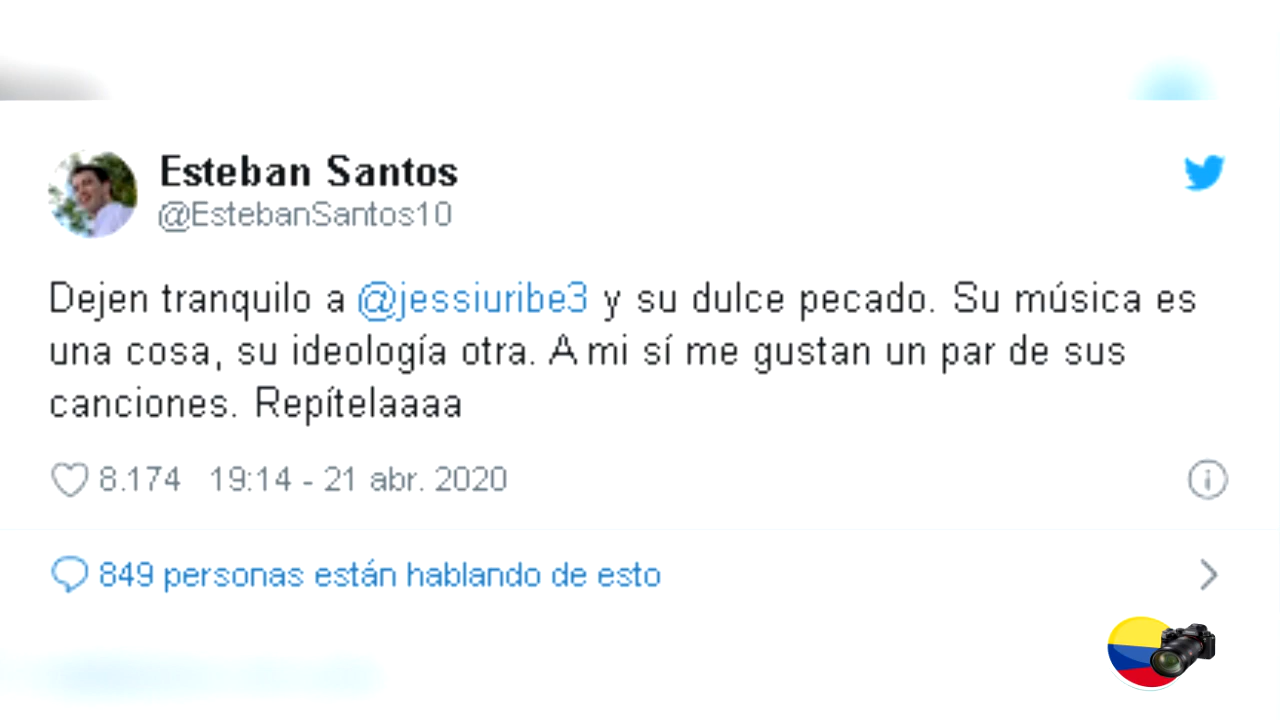 Esteban Santos
@EstebanSantos10
Dejen tranquilo a @jessiuribe3 y su dulce pecado. Su música es
una cosa, su ideología otra. A mi sí me gustan un par de sus
canciones. Repítelaaaa
8.174 19:14 - 21 abr. 2020
849 personas están hablando de esto